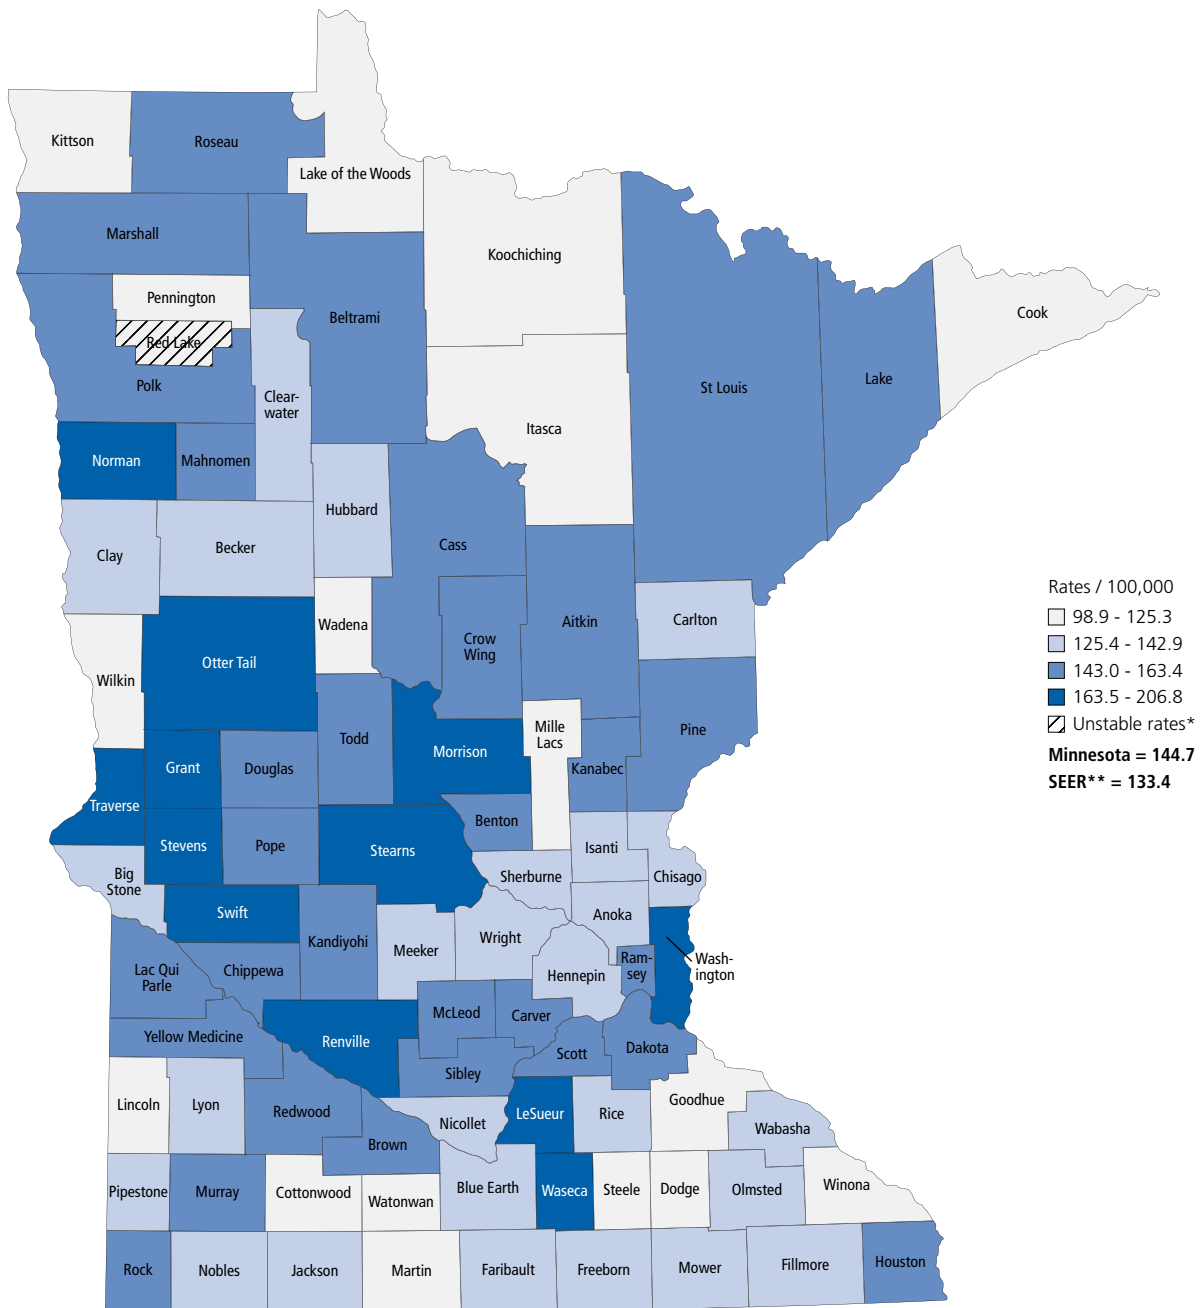 Kittson
Roseau
Lake of the Woods
Marshall
Koochiching
Pennington
Cook
Beltrami
Red Lake
Lake
Polk
St Louis
Clear-
water
Itasca
Norman
Mahnomen
Hubbard
Cass
Becker
Clay
Rates / 100,000
98.9 - 125.3
125.4 - 142.9
143.0 - 163.4
163.5 - 206.8
Unstable rates*
Minnesota = 144.7
SEER** = 133.4
Carlton
Aitkin
Wadena
Crow
Wing
Otter Tail
Wilkin
Mille
Lacs
Pine
Todd
Morrison
Grant
Douglas
Kanabec
Traverse
Benton
Stevens
Pope
Stearns
Isanti
Big
Stone
Sherburne
Chisago
Swift
Anoka
Kandiyohi
Wright
Meeker
Ram-
sey
Wash-
ington
Lac Qui
Parle
Chippewa
Hennepin
McLeod
Carver
Yellow Medicine
Renville
Dakota
Scott
Sibley
Goodhue
Lincoln
Lyon
Redwood
LeSueur
Rice
Nicollet
Wabasha
Brown
Pipestone
Murray
Cottonwood
Watonwan
Blue Earth
Waseca
Steele
Dodge
Olmsted
Winona
Rock
Nobles
Jackson
Martin
Faribault
Freeborn
Mower
Fillmore
Houston